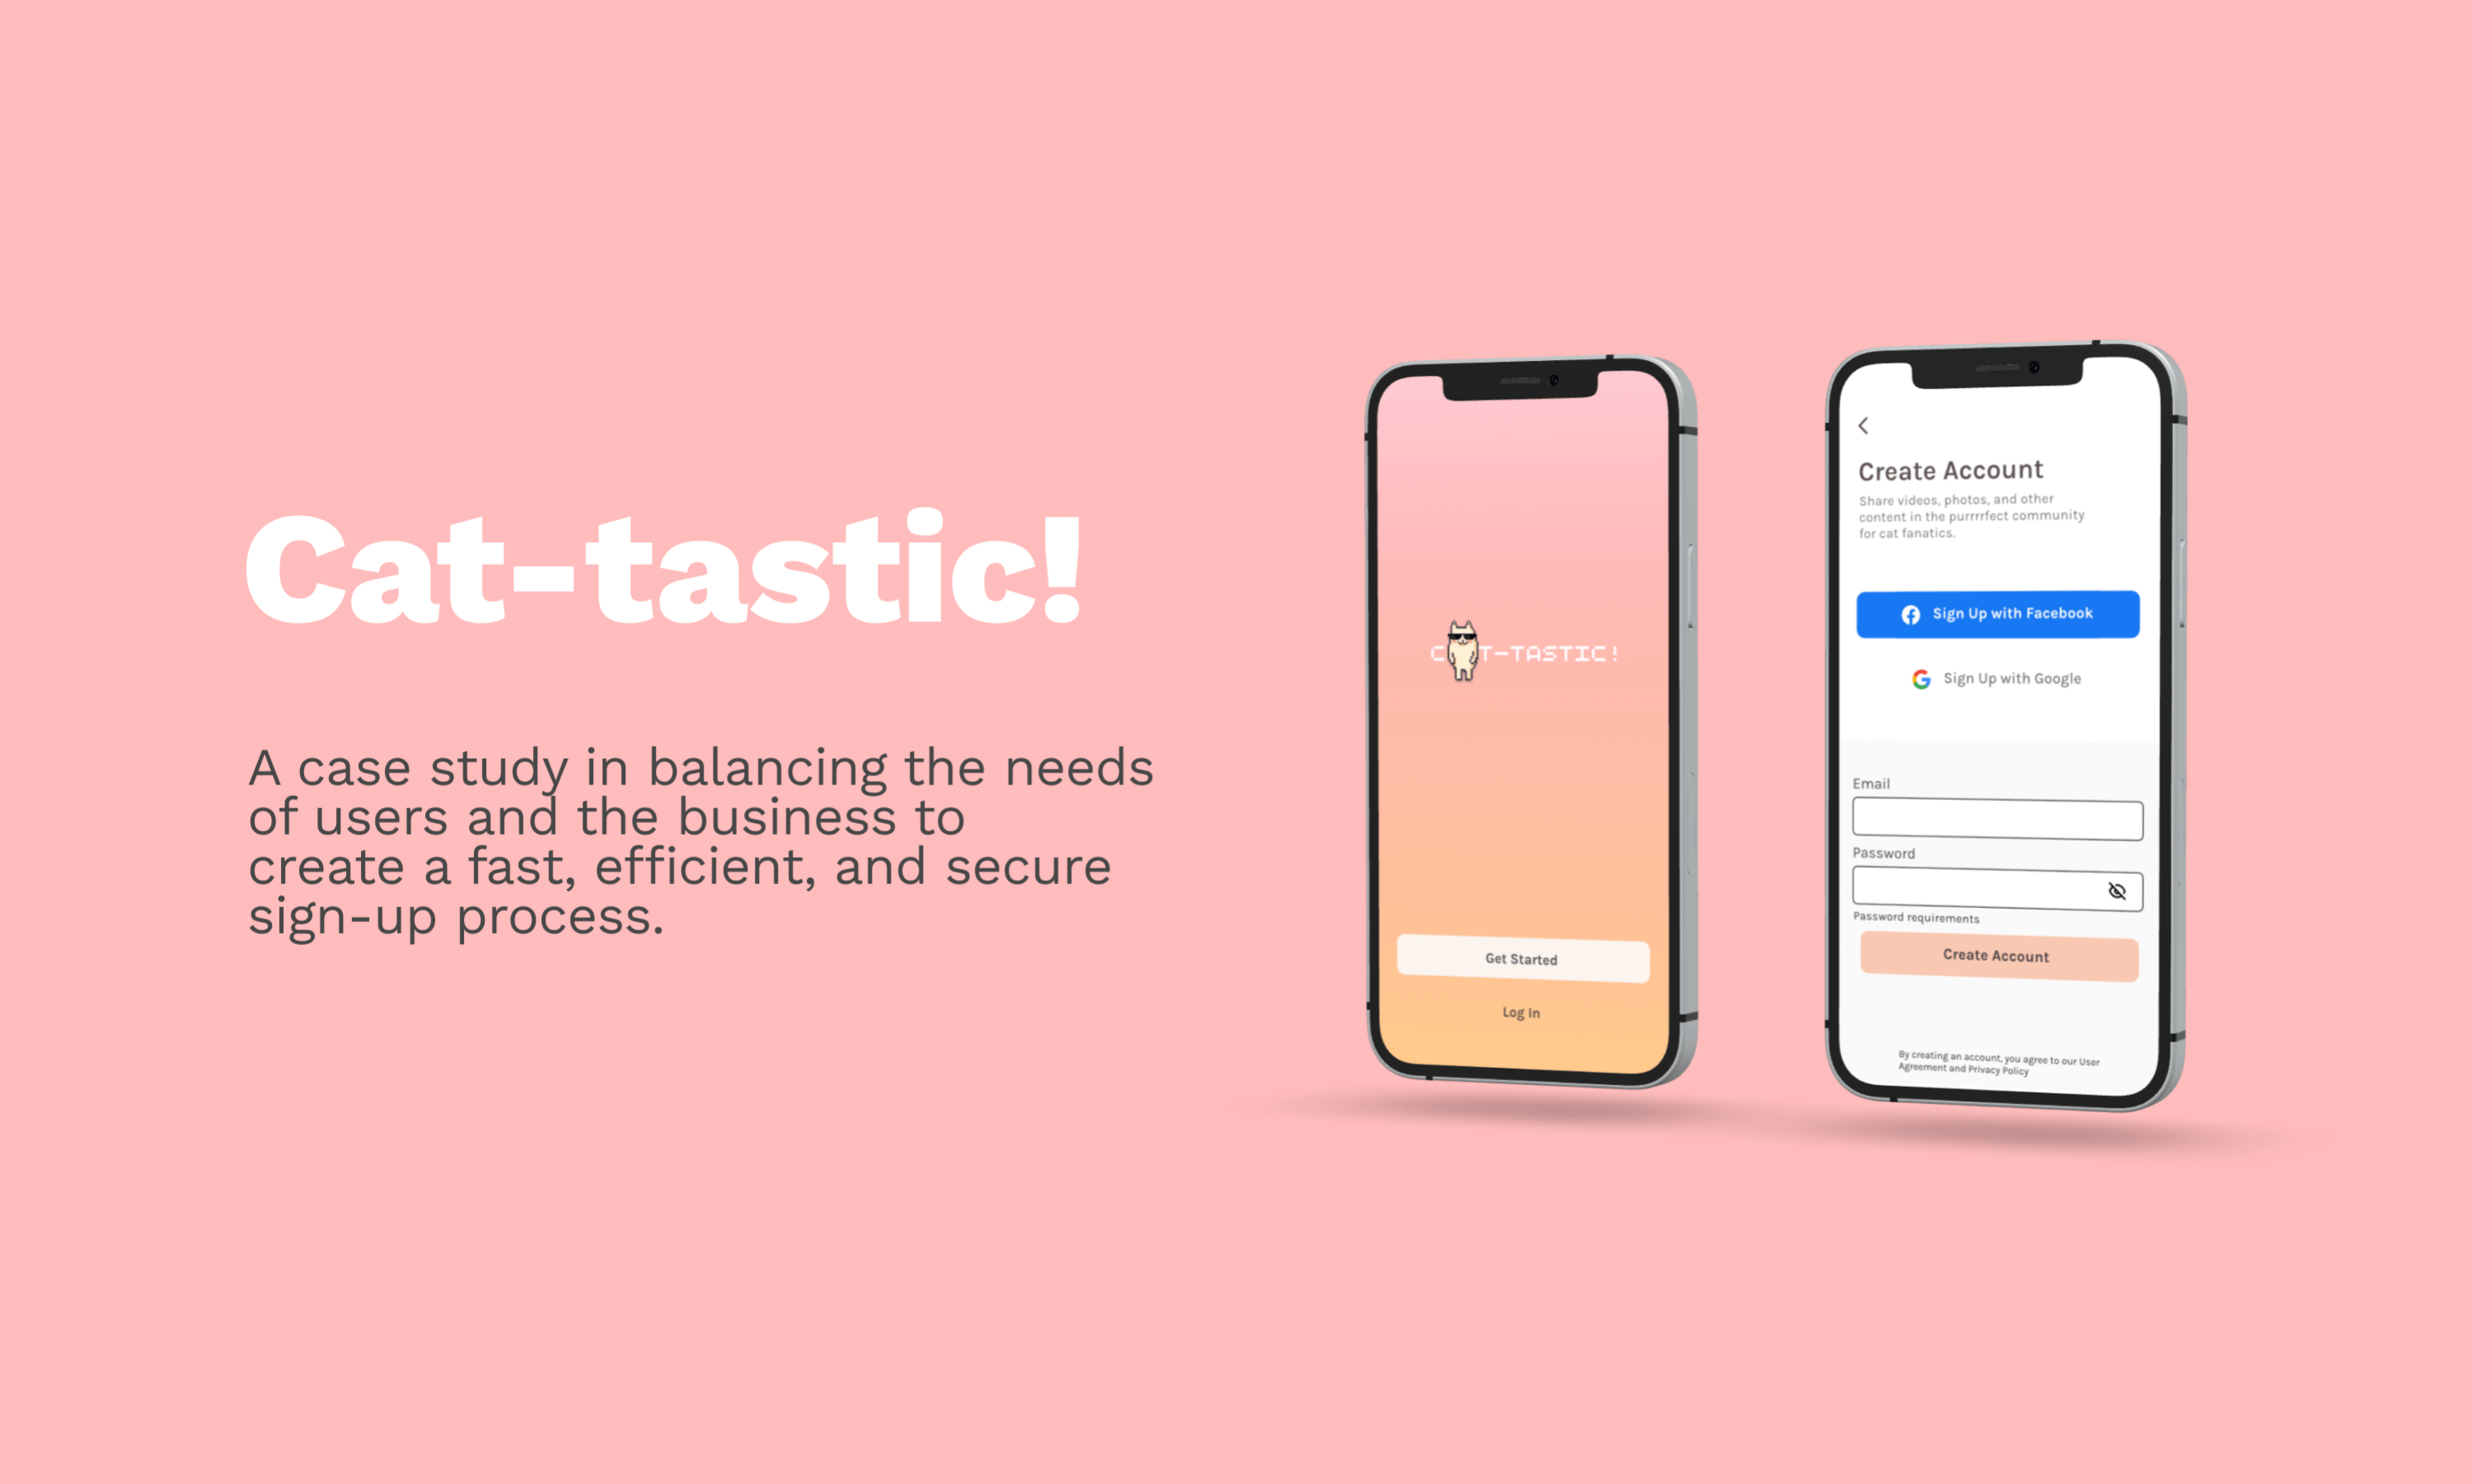 Cat-tastic!
A case study in balancing the needs
of users and the business to
create a fast, efficient, and secure
sign-up process.
C T-TASTIC!
Get Started
Log In
Create Account
Share videos, photos, and other
content in the purrrrfect community
for cat fanatics.
Sign Up with Facebook
Sign Up with Google
Email
Password
Password requirements
Create Account
By creating an account, you agree to our User
Agreement and Privacy Policy